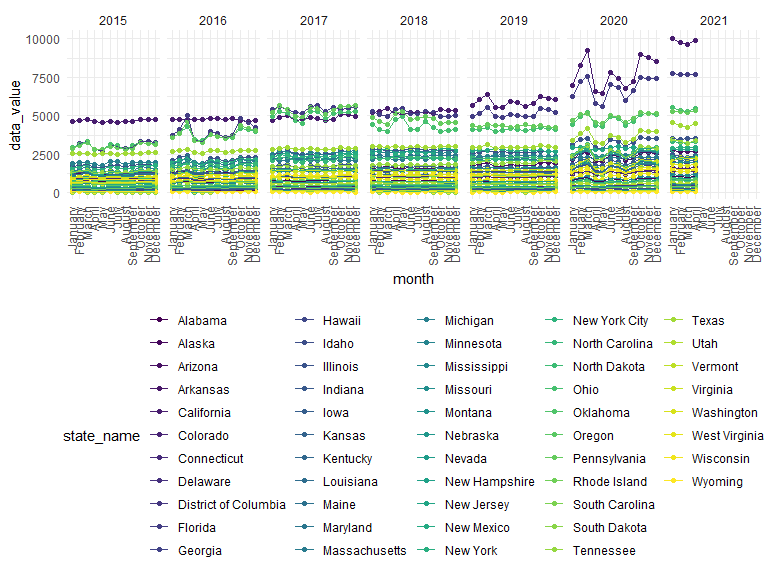 2015 2016 2017 2018 2019 2020 2021
10000
7500
5000
2500
0
data_value
January February March April May June July August September October November December
January February March April May June July August September October November December
January February March April May June July August September October November December
January February March April May June July August September October November December
January February March April May June July August September October November December
January February March April May June July August September October November December
January February March April May June July August September October November December
month
state_name
Alabama Hawaii Michigan New York City Texas
Alaska Idaho Minnesota North Carolina Utah
Arizona Illinois Mississippi North Dakota Vermont
Arkansas Indiana Missouri Ohio Virginia
California Iowa Montana Oklahoma Washington
Colorado Kansas Nebraska Oregon West Virginia
Connecticut Kentucky Nevada Pennsylvania Wisconsin
Delaware Louisiana New Hampshire Rhode Island Wyoming
District of Columbia Maine New Jersey South Carolina
Florida Maryland New Mexico South Dakota
Georgia Massachusetts New York Tennessee